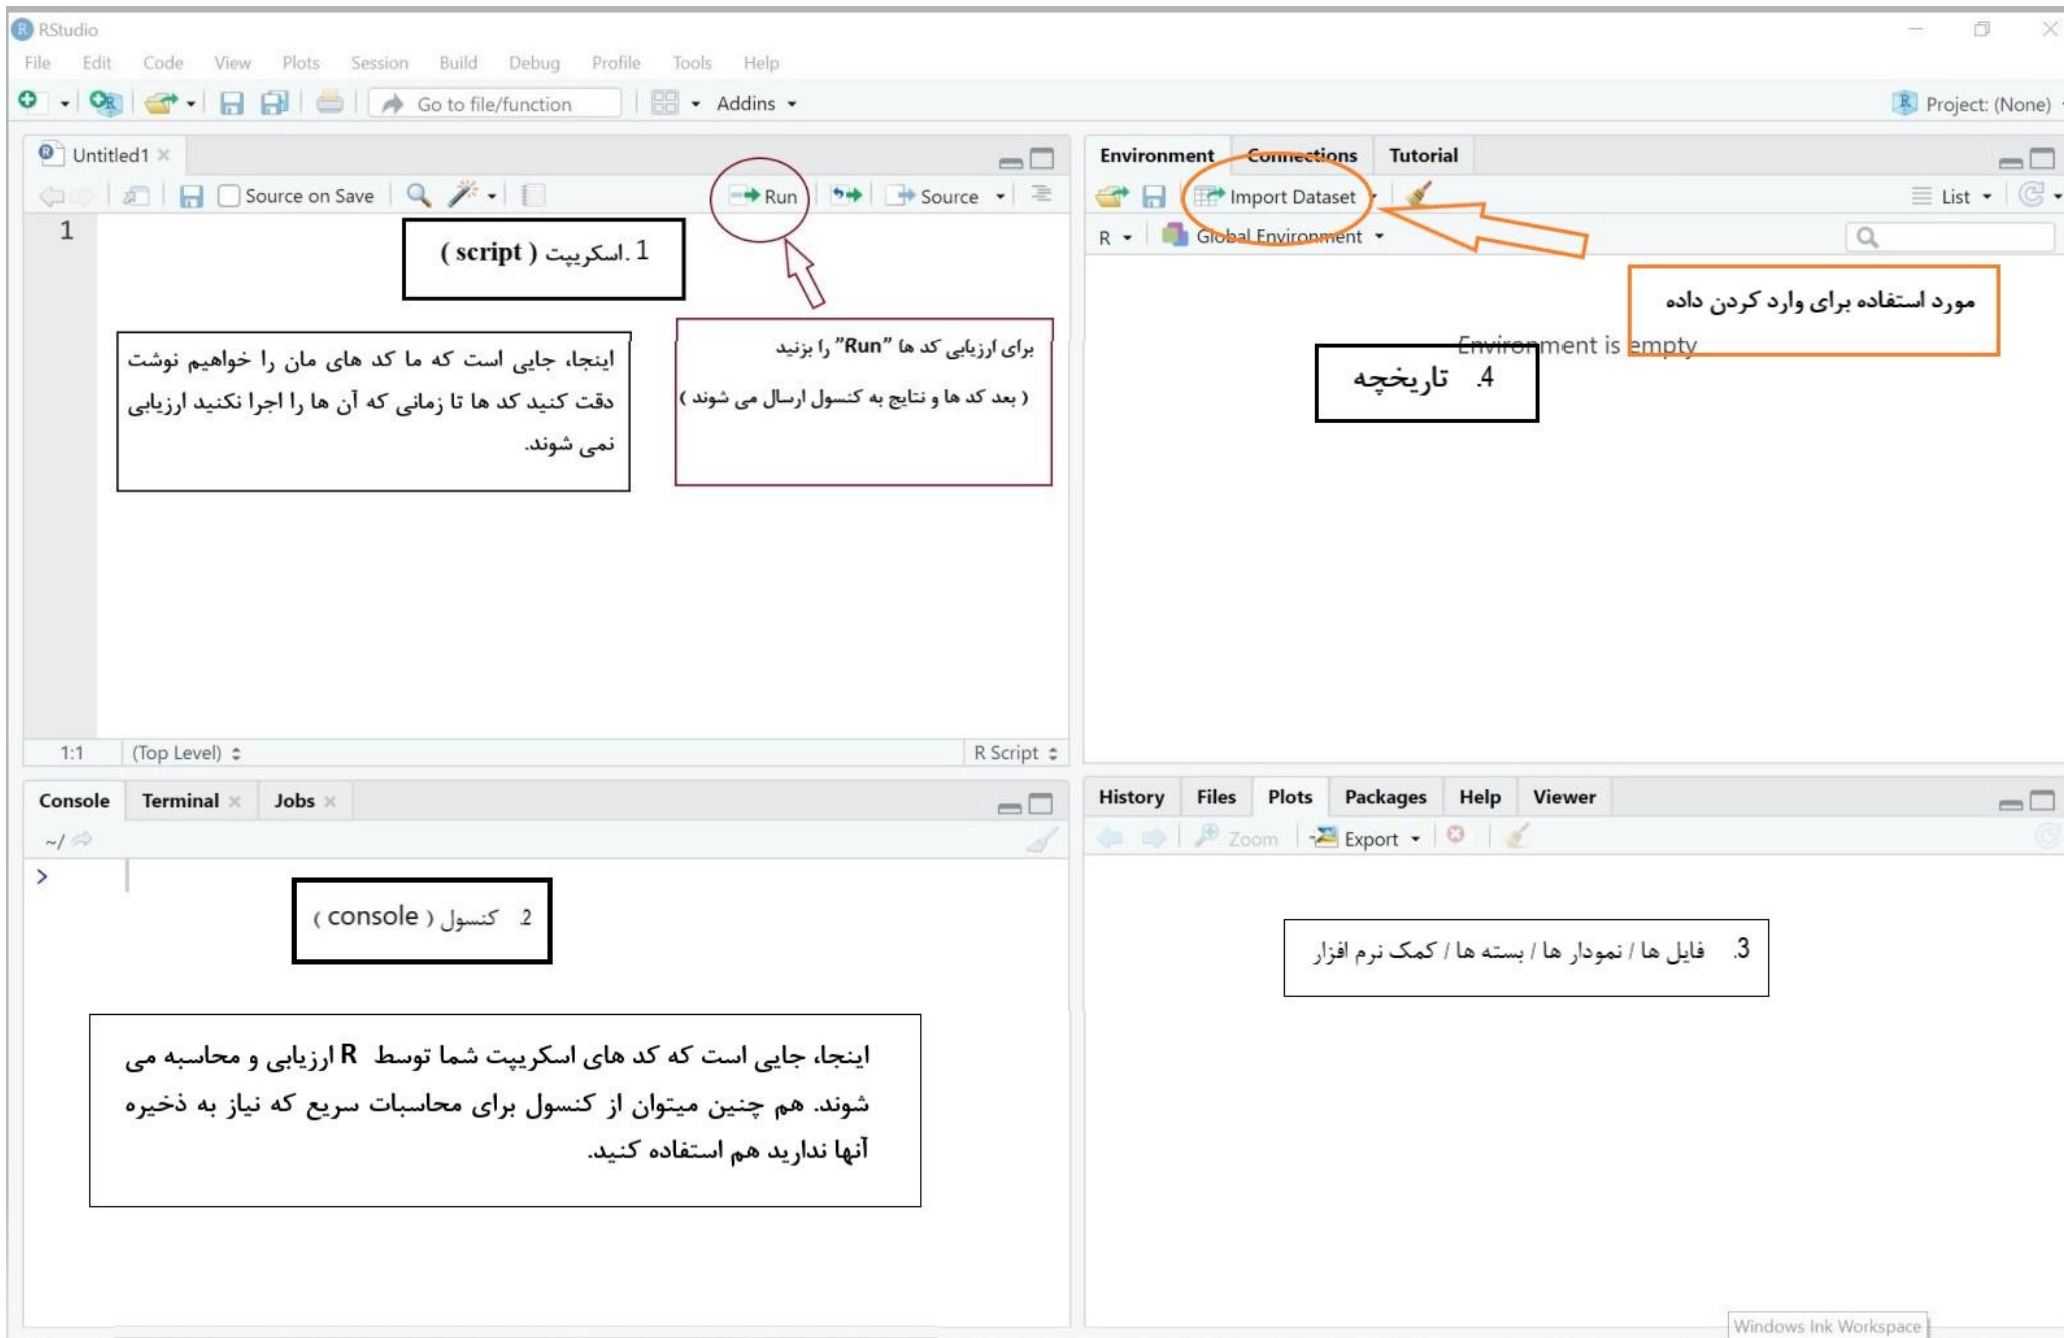 RStudio
File Edit Code View Plots Session Build Debug Profile Tools Help
Go to file/function Addins Project: (None)
Untitled1
Source on Save Run Source
1
1.اسکریپت ( script )
اینجا، جایی است که ما کد های مان را خواهیم نوشت
دقت کنید کد ها تا زمانی که آن ها را اجرا نکنید ارزیابی
نمی شوند.
برای ارزیابی کد ها “Run” را بزنید
( بعد کد ها و نتایج به کنسول ارسال می شوند )
1:1 (Top Level) R Script
Environment Connections Tutorial
Import Dataset List
R Global Environment
مورد استفاده برای وارد کردن داده
Environment is empty
4. تاریخچه
Console Terminal Jobs
~/
>
2. کنسول ( console )
اینجا، جایی است که کد های اسکریپت شما توسط R ارزیابی و محاسبه می
شوند. هم چنین میتوان از کنسول برای محاسبات سریع که نیاز به ذخیره
آنها ندارید هم استفاده کنید.
History Files Plots Packages Help Viewer
Zoom Export
3. فایل ها / نمودار ها / بسته ها / کمک نرم افزار
Windows Ink Workspace